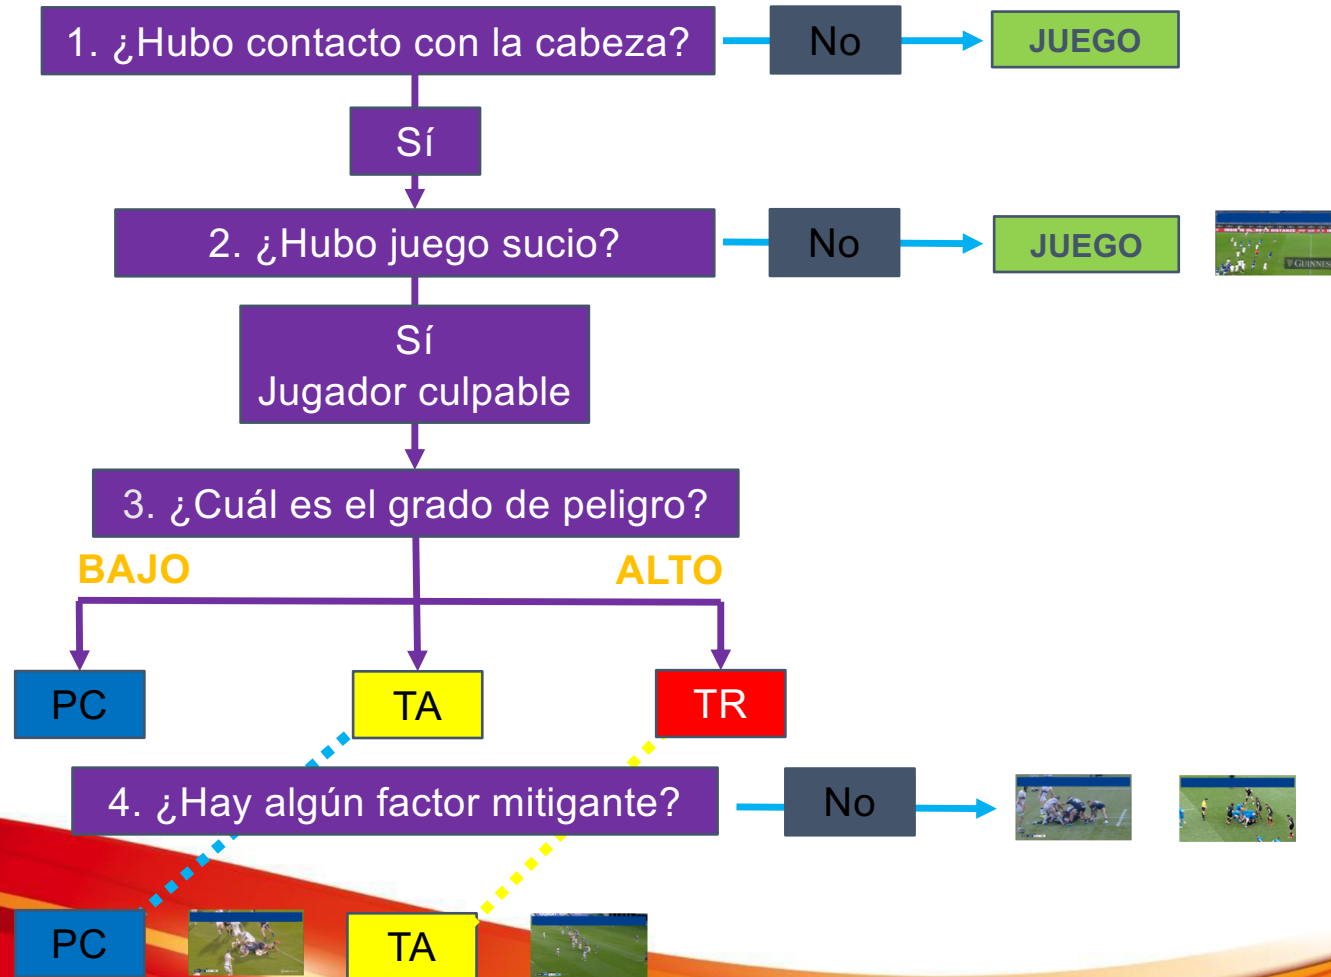 1. ¿Hubo contacto con la cabeza?
No
JUEGO
Sí
2. ¿Hubo juego sucio?
No
JUEGO
GUINNESS
Sí
Jugador culpable
3. ¿Cuál es el grado de peligro?
BAJO
ALTO
PC
TA
TR
4. ¿Hay algún factor mitigante?
No
PC
TA